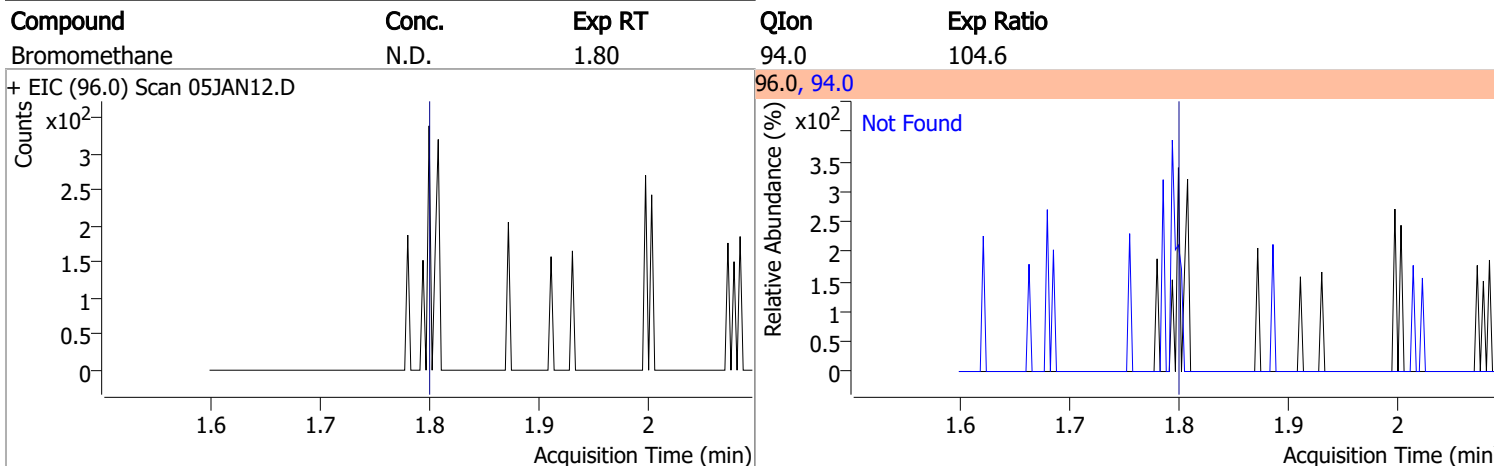 Compound Conc. Exp RT QIon Exp Ratio
Bromomethane N.D. 1.80 94.0 104.6
+ EIC (96.0) Scan 05JAN12.D
Counts
x10²
3
2.5
2
1.5
1
0.5
0
1.6 1.7 1.8 1.9 2
Acquisition Time (min)
96.0, 94.0
Relative Abundance (%)
x10²
Not Found
3.5
3
2.5
2
1.5
1
0.5
0
1.6 1.7 1.8 1.9 2
Acquisition Time (min